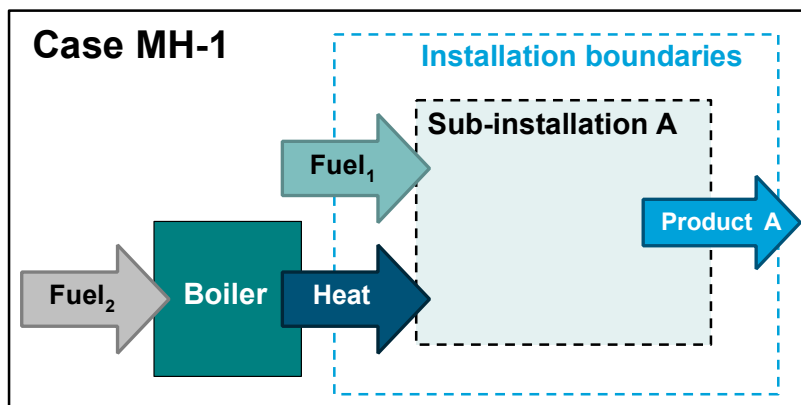 Case MH-1
Installation boundaries
Sub-installation A
Fuel₁
Product A
Fuel₂
Boiler
Heat